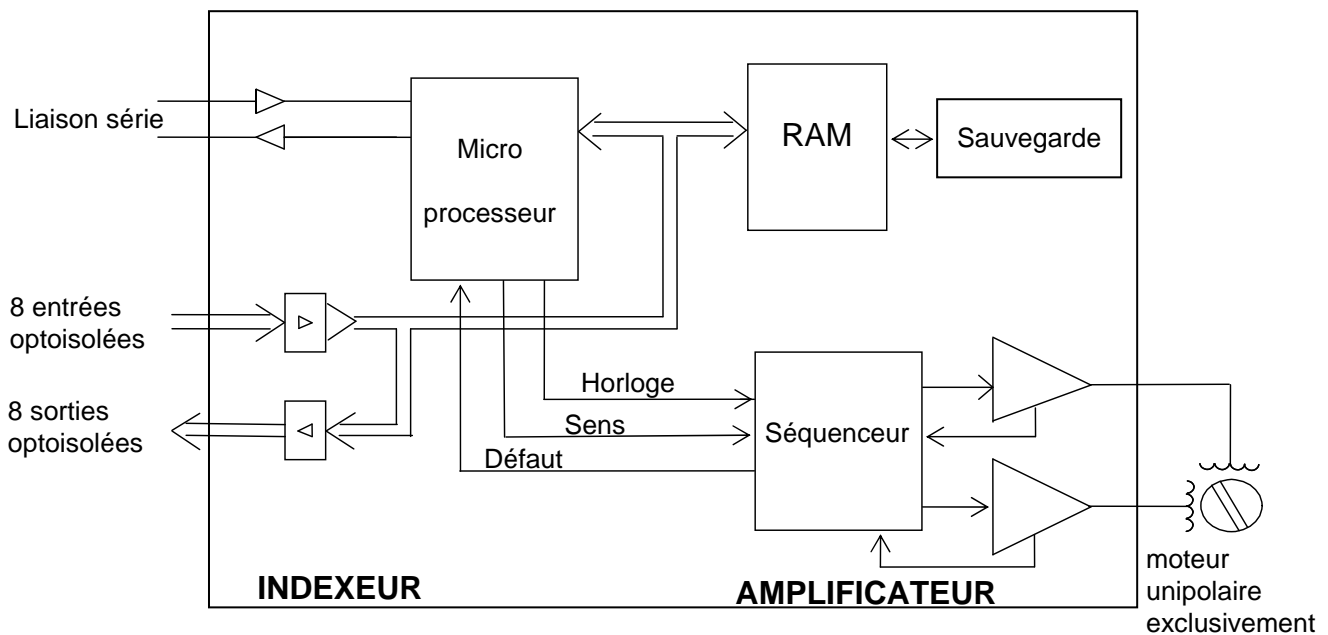 Liaison série
Micro
processeur
RAM
Sauvegarde
8 entrées
optoisolées
8 sorties
optoisolées
Horloge
Sens
Défaut
Séquenceur
INDEXEUR
AMPLIFICATEUR
moteur
unipolaire
exclusivement